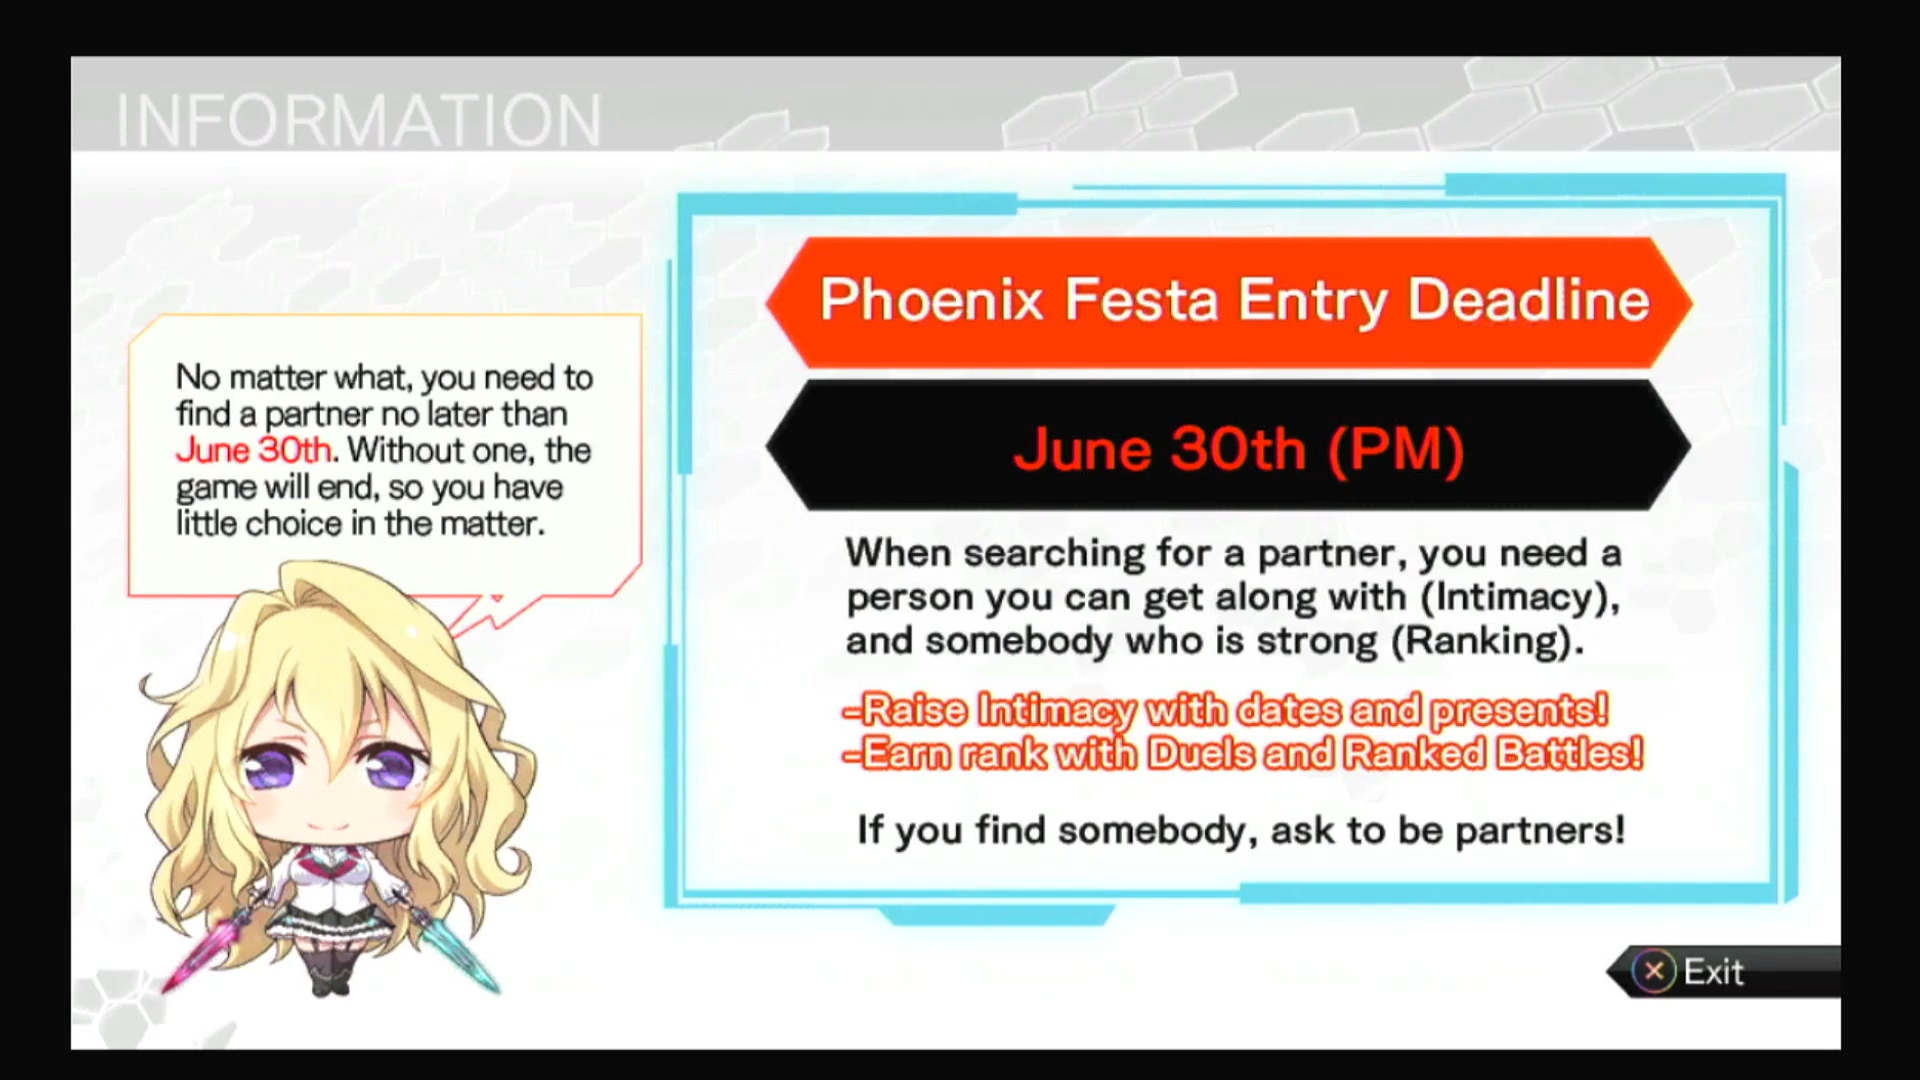 INFORMATION
No matter what, you need to
find a partner no later than
June 30th. Without one, the
game will end, so you have
little choice in the matter.
Phoenix Festa Entry Deadline
June 30th (PM)
When searching for a partner, you need a
person you can get along with (Intimacy),
and somebody who is strong (Ranking).
-Raise Intimacy with dates and presents!
-Earn rank with Duels and Ranked Battles!
If you find somebody, ask to be partners!
Exit